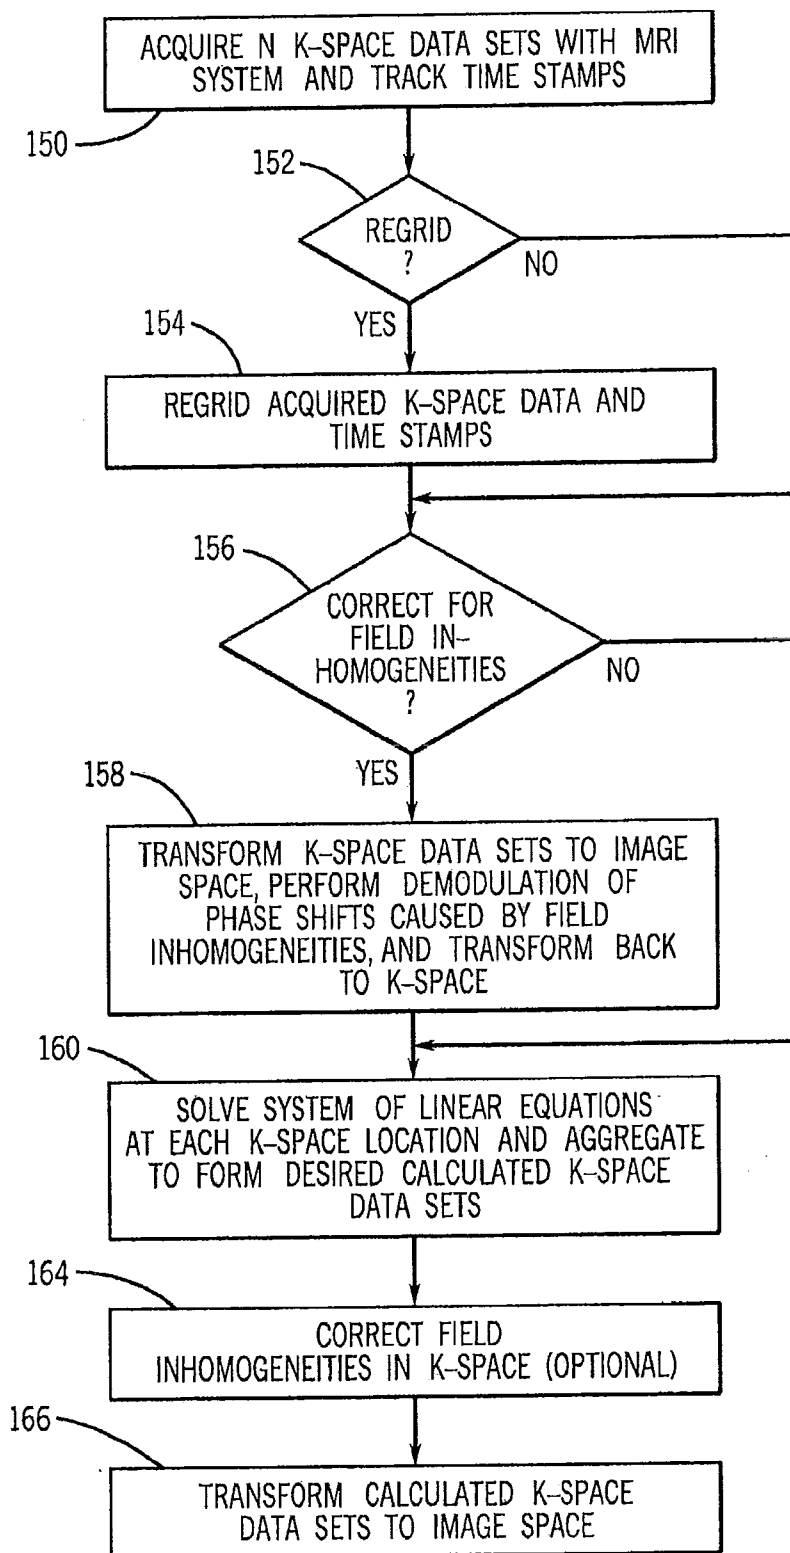 ACQUIRE N K-SPACE DATA SETS WITH MRI
SYSTEM AND TRACK TIME STAMPS
150
152
REGRID
?
NO
YES
154
REGRID ACQUIRED K-SPACE DATA AND
TIME STAMPS
156
CORRECT FOR
FIELD IN-
HOMOGENEITIES
?
NO
YES
158
TRANSFORM K-SPACE DATA SETS TO IMAGE
SPACE, PERFORM DEMODULATION OF
PHASE SHIFTS CAUSED BY FIELD
INHOMOGENEITIES, AND TRANSFORM BACK
TO K-SPACE
160
SOLVE SYSTEM OF LINEAR EQUATIONS
AT EACH K-SPACE LOCATION AND AGGREGATE
TO FORM DESIRED CALCULATED K-SPACE
DATA SETS
164
CORRECT FIELD
INHOMOGENEITIES IN K-SPACE (OPTIONAL)
166
TRANSFORM CALCULATED K-SPACE
DATA SETS TO IMAGE SPACE